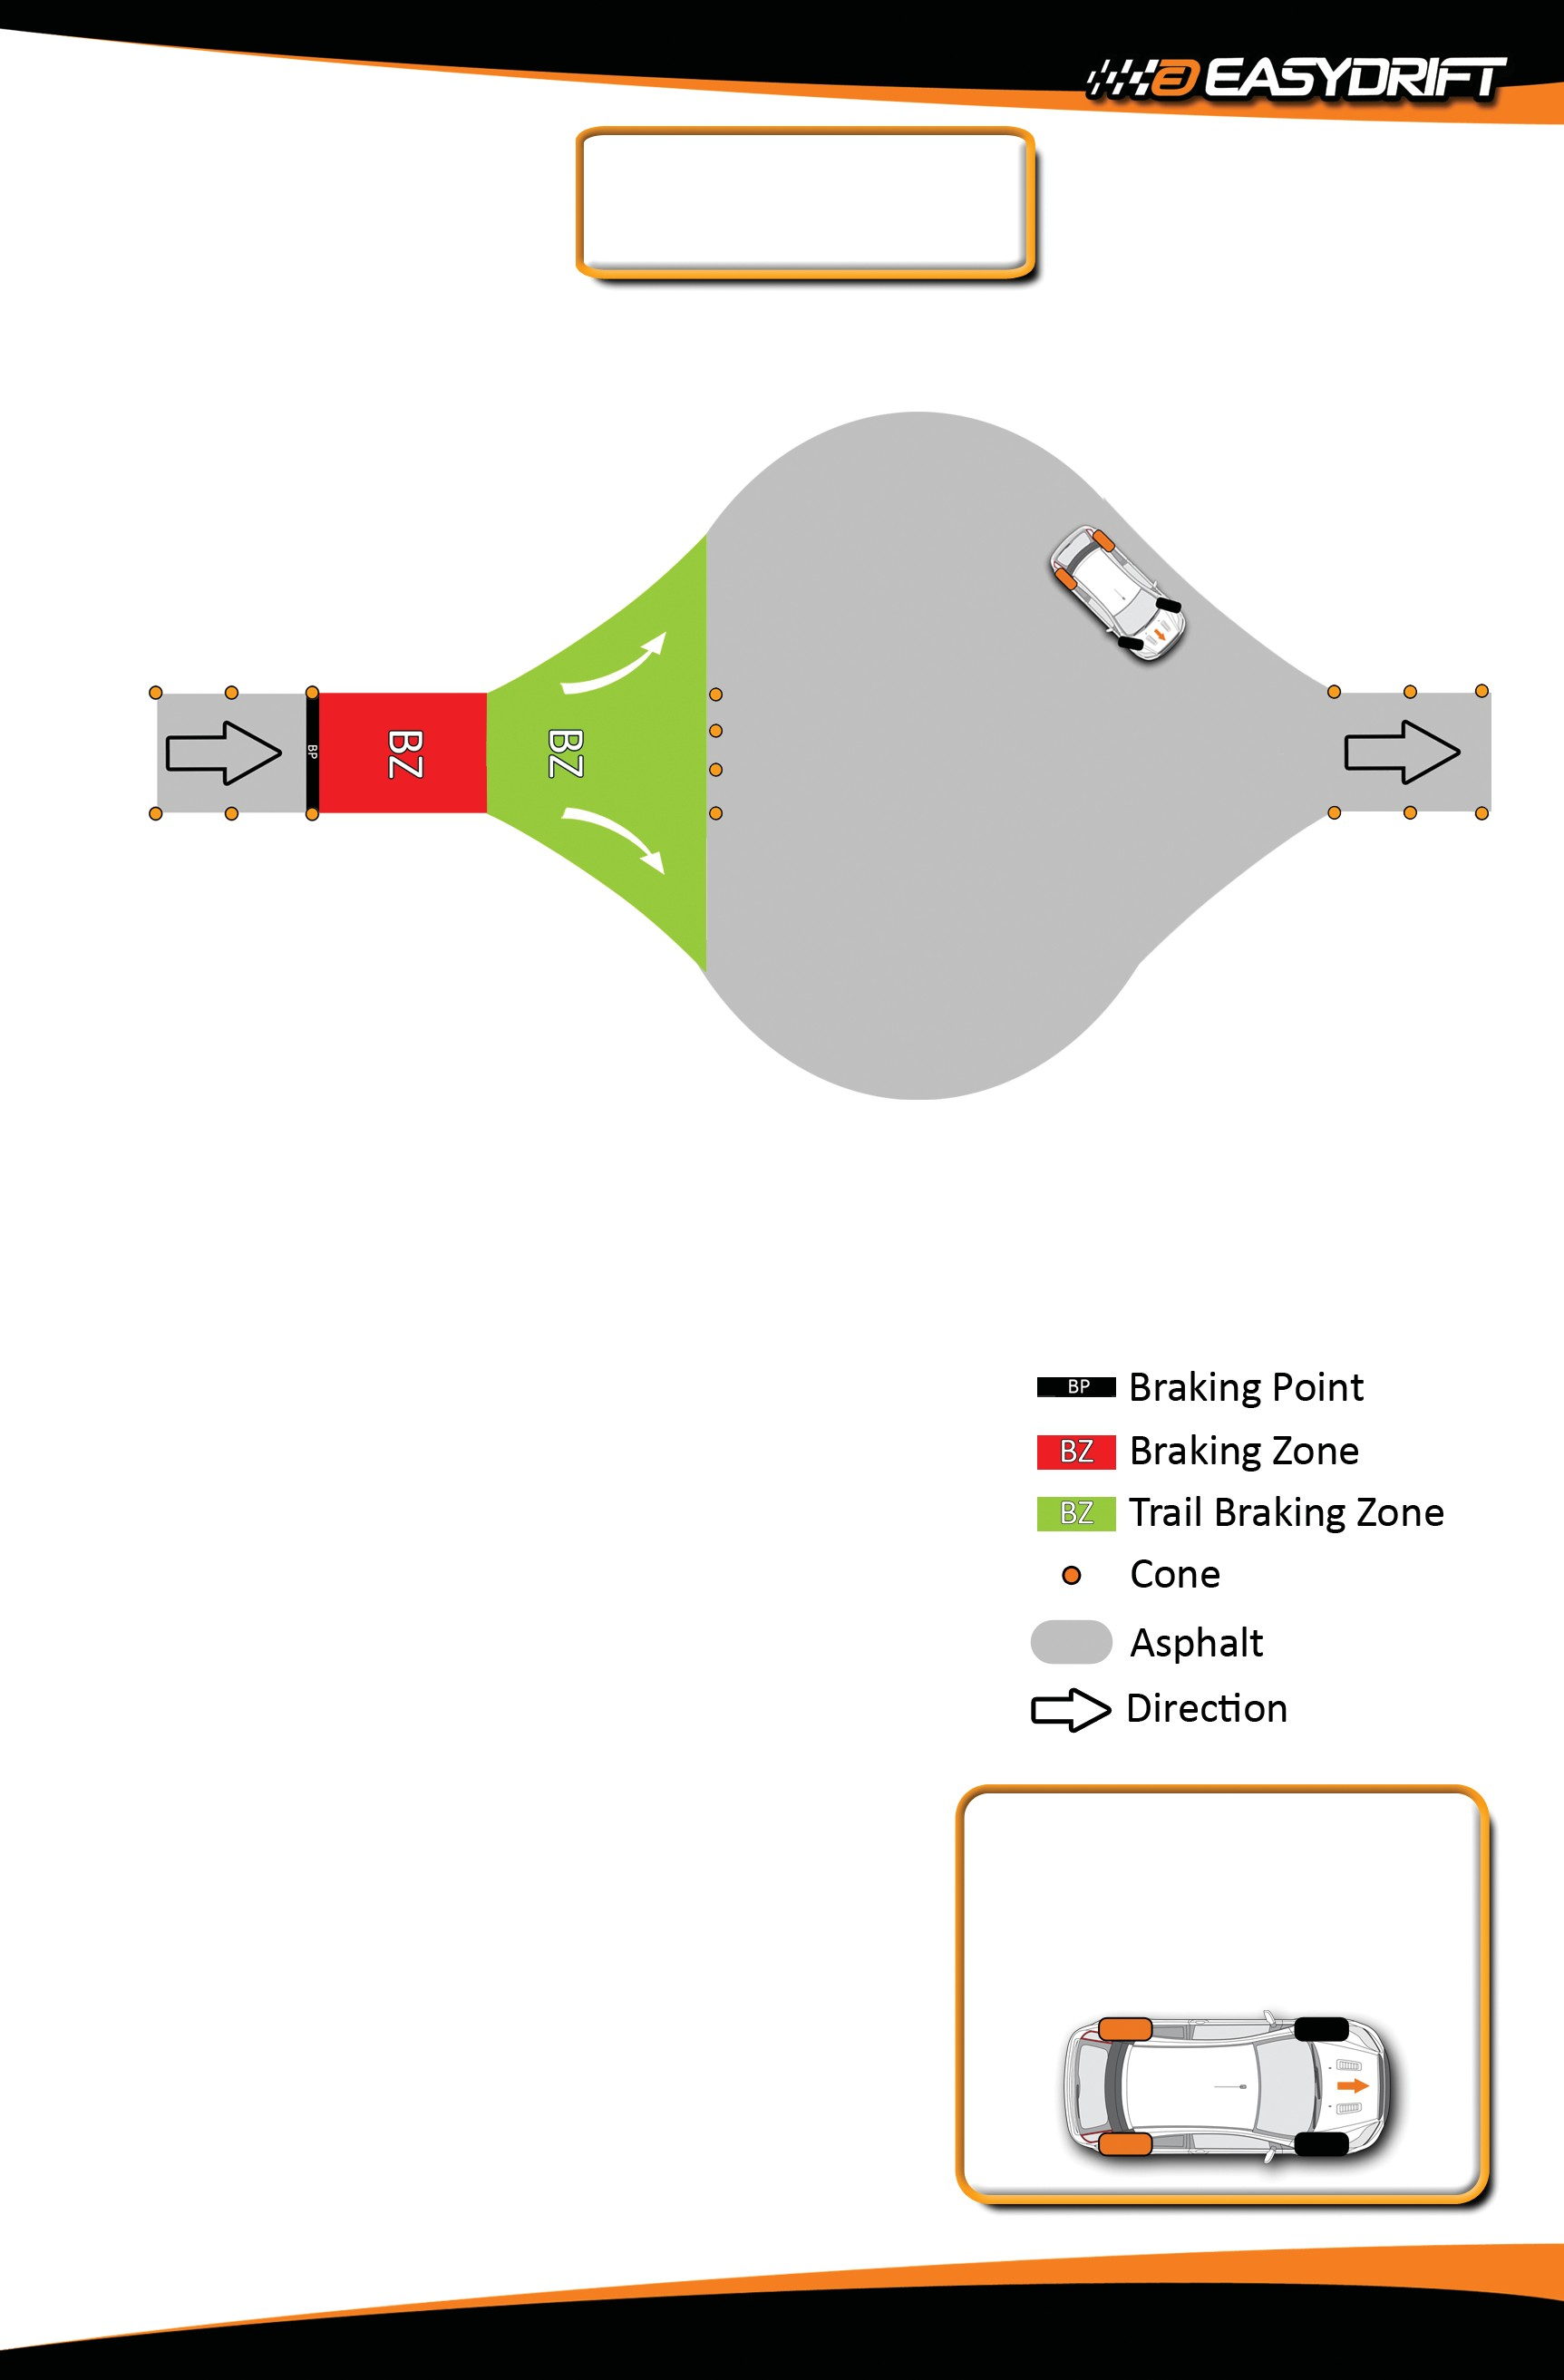 EASYDRIFT
BP
BZ
BZ
BP Braking Point
BZ Braking Zone
BZ Trail Braking Zone
Cone
Asphalt
Direction